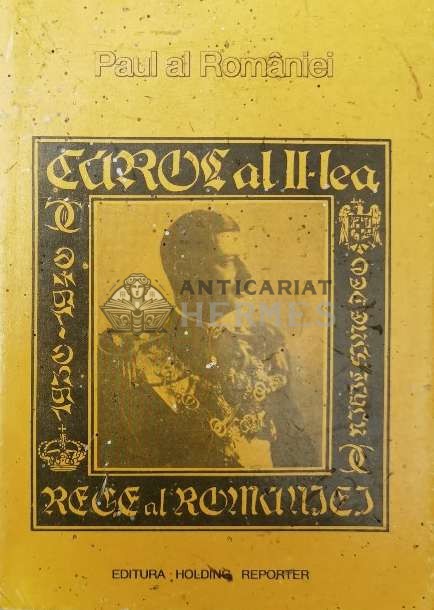 Paul al României
CAROL al II-lea
1930~1940
NIHIL SINE DEO
ANTICARIAT
HERMES
REGE al ROMANIEI
EDITURA HOLDING REPORTER